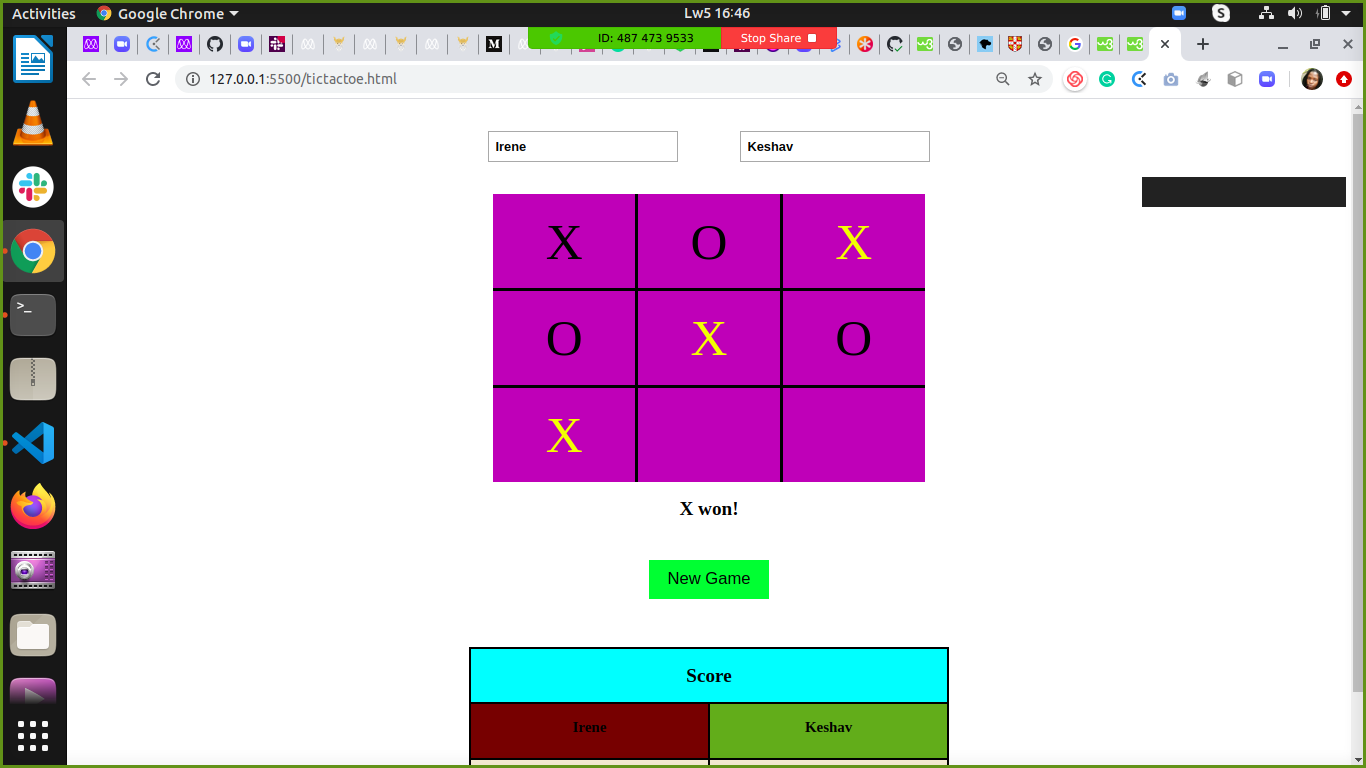 Activities Google Chrome Lw5 16:46
ID: 487 473 9533 Stop Share
127.0.0.1:5500/tictactoe.html
Irene Keshav
X O X
O X O
X
X won!
New Game
Score
Irene Keshav